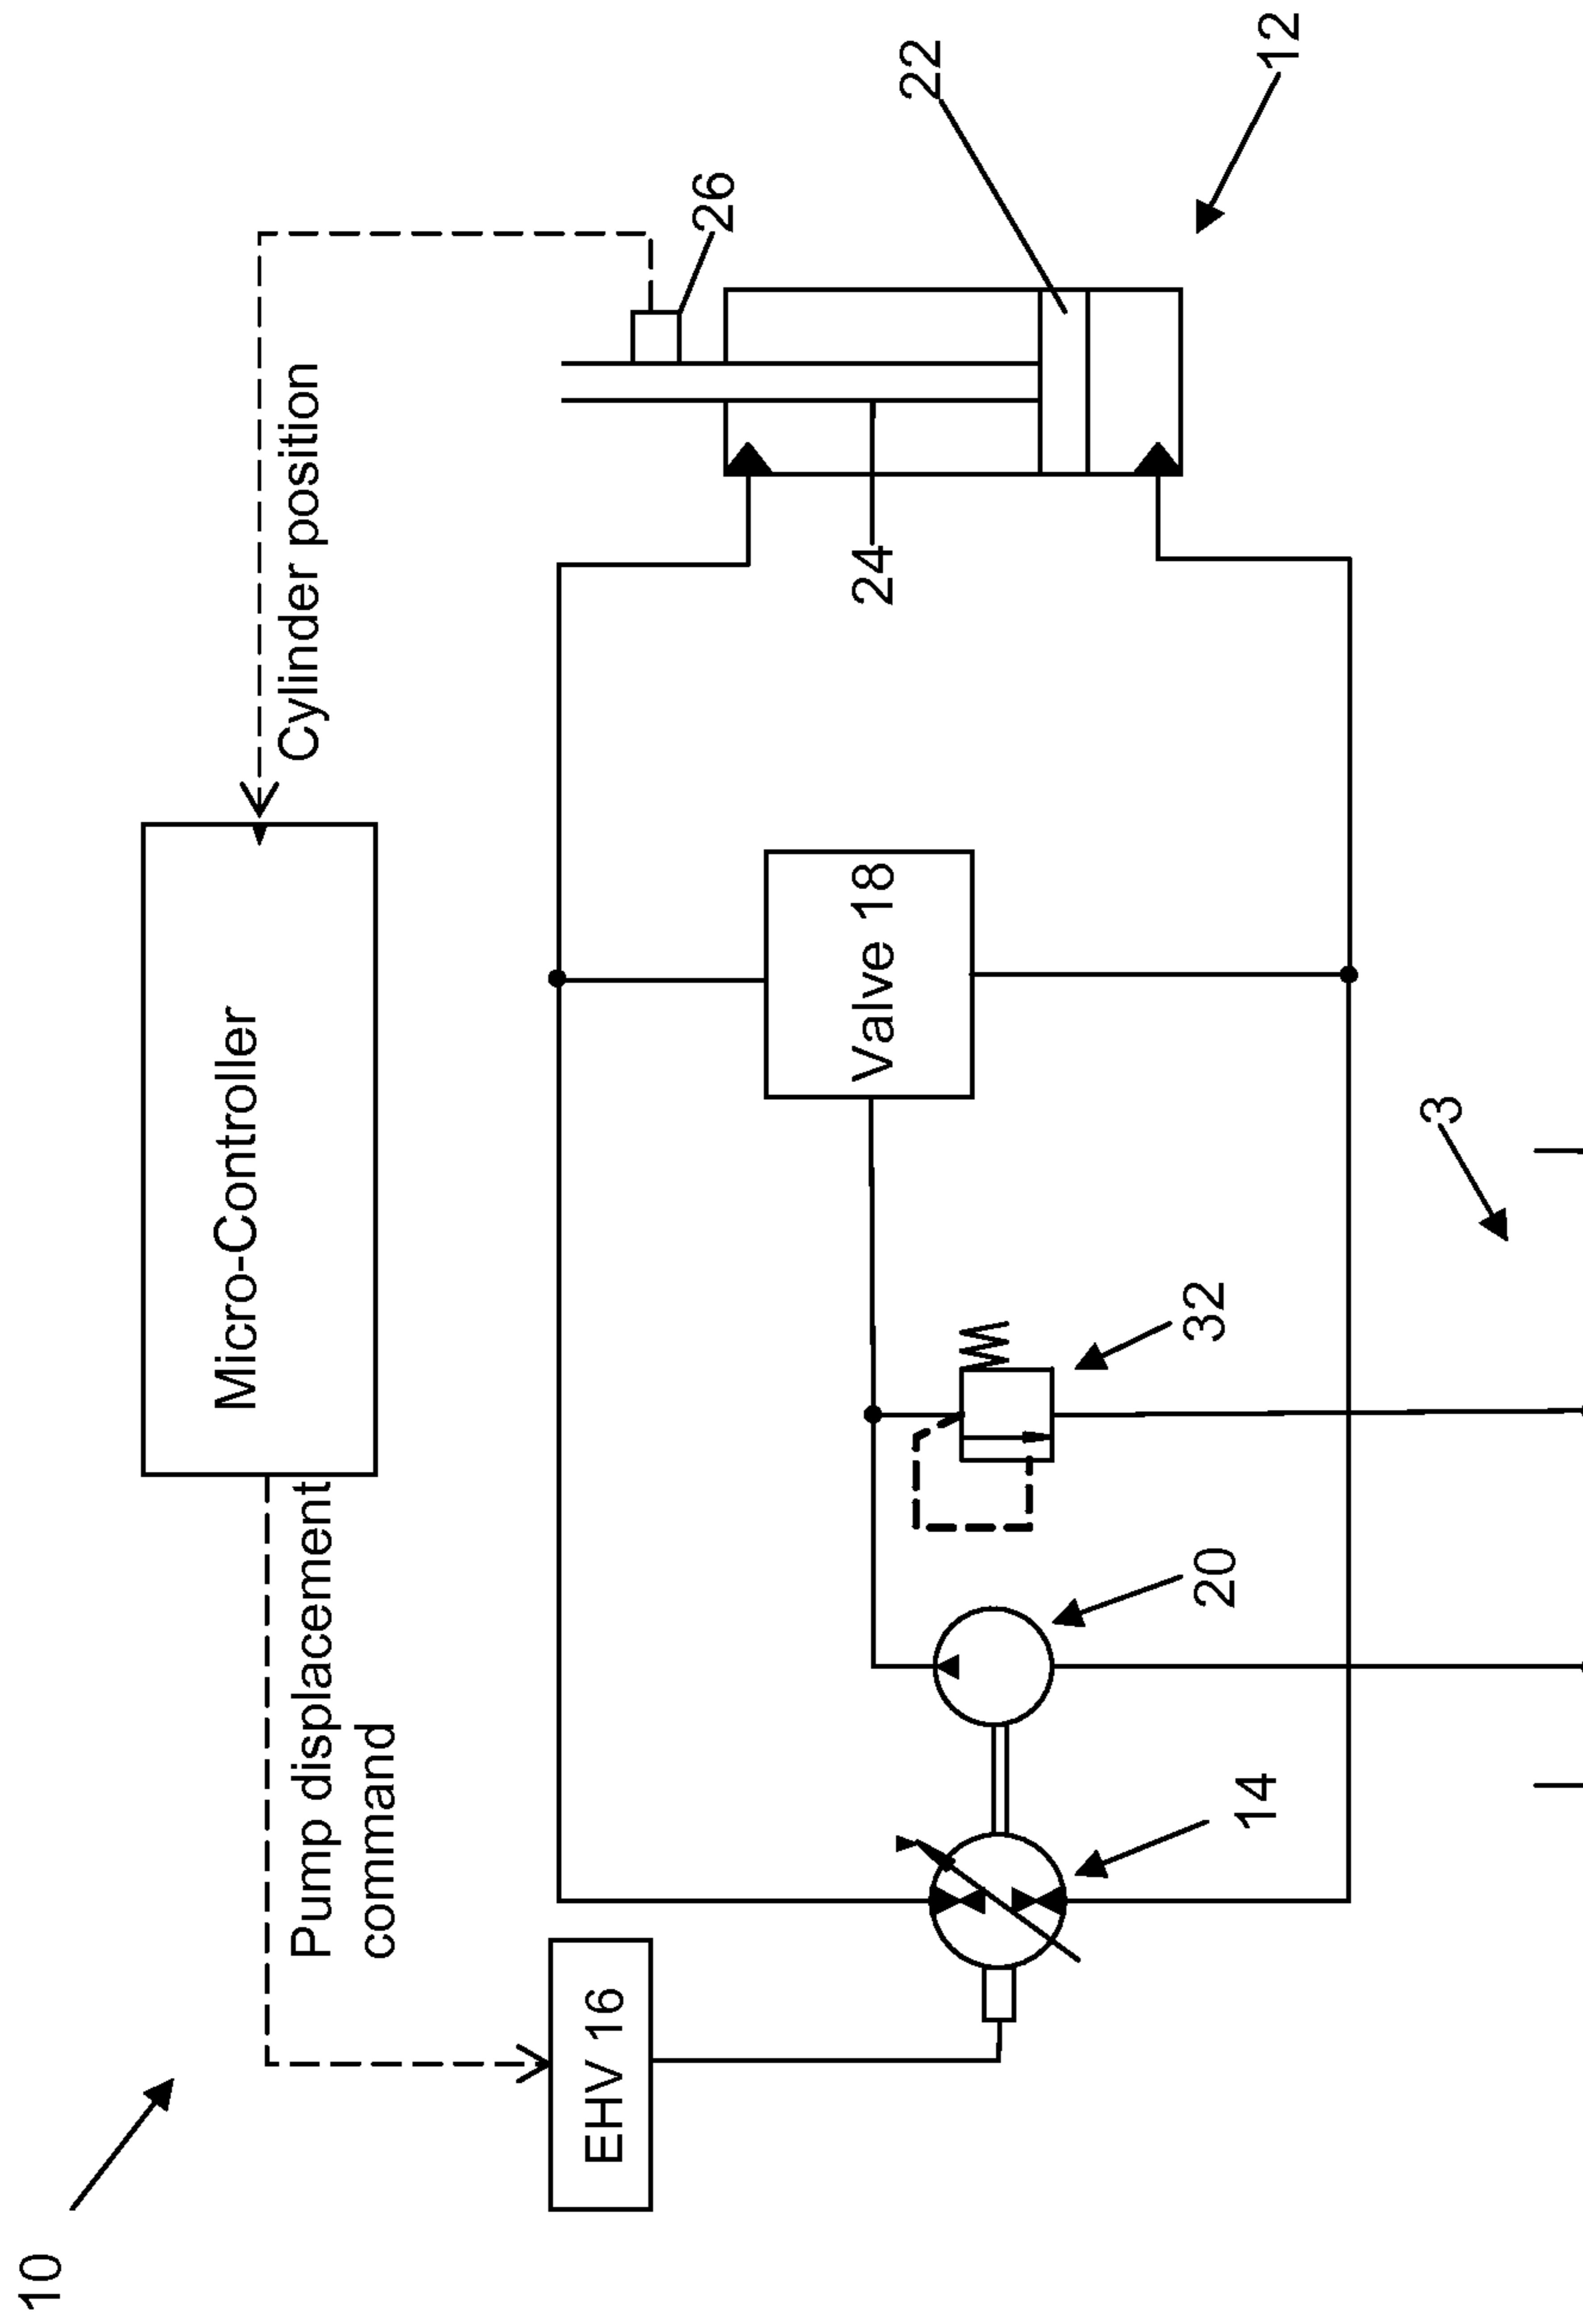 10
Micro-Controller
Pump displacement
command
Cylinder position
EHV 16
26
Valve 18
24
22
14
20
32
12
3